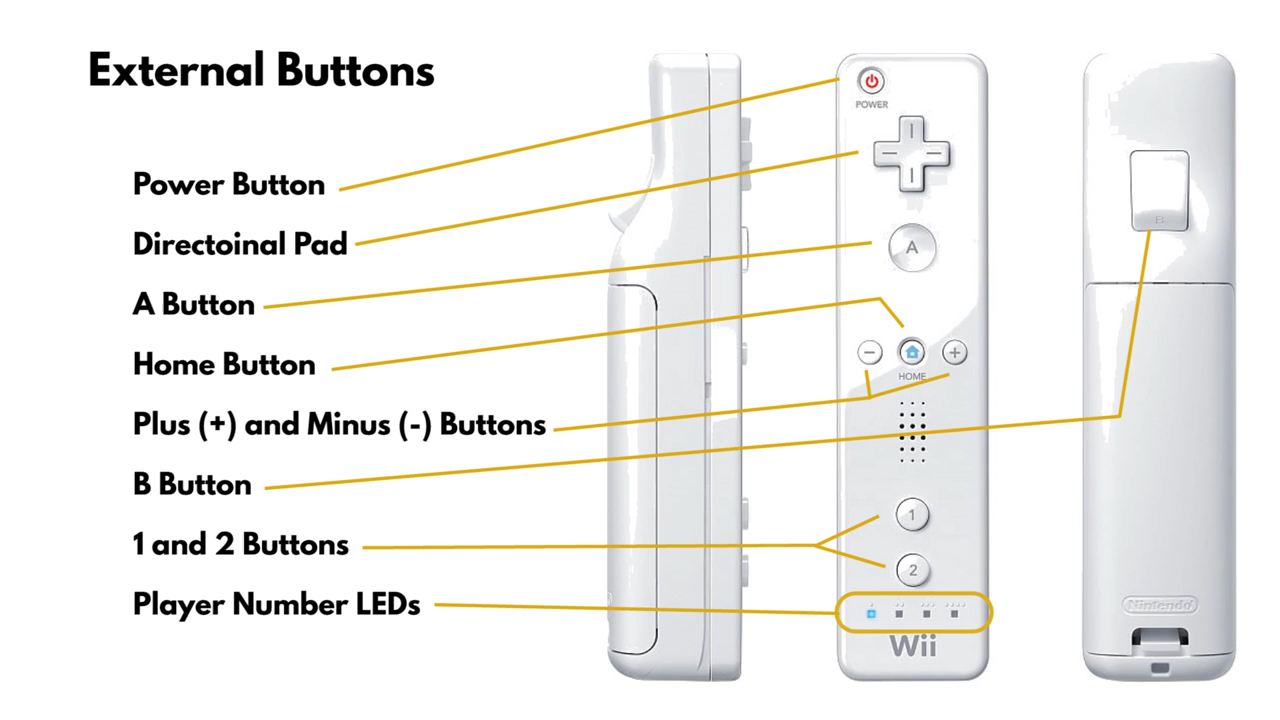 External Buttons
Power Button
Directoinal Pad
A Button
Home Button
Plus (+) and Minus (-) Buttons
B Button
1 and 2 Buttons
Player Number LEDs
POWER
A
HOME
1
2
Wii
B
Nintendo